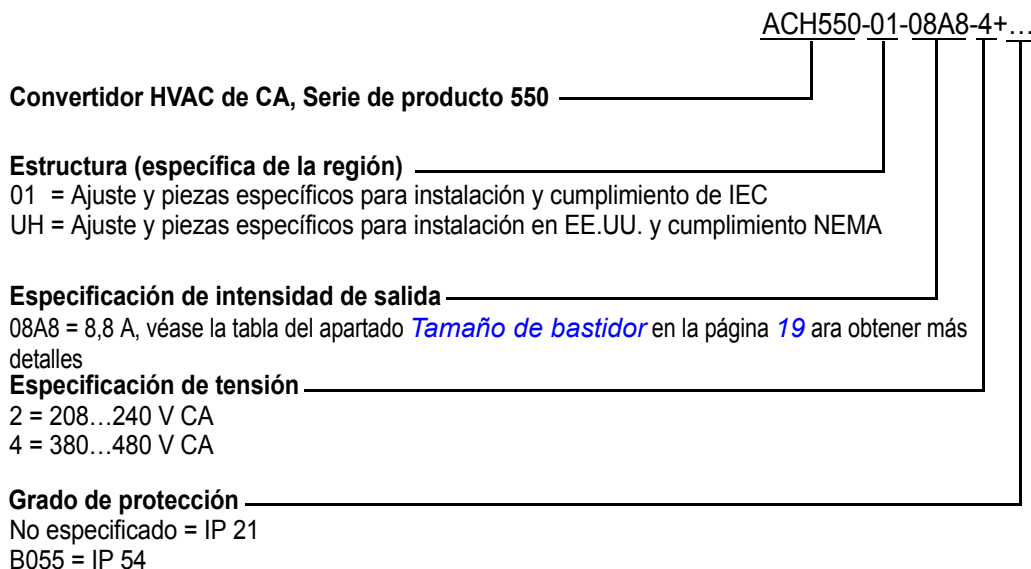 ACH550-01-08A8-4+…
Convertidor HVAC de CA, Serie de producto 550
Estructura (específica de la región)
01 = Ajuste y piezas específicos para instalación y cumplimiento de IEC
UH = Ajuste y piezas específicos para instalación en EE.UU. y cumplimiento NEMA
Especificación de intensidad de salida
08A8 = 8,8 A, véase la tabla del apartado Tamaño de bastidor en la página 19 ara obtener más
detalles
Especificación de tensión
2 = 208…240 V CA
4 = 380…480 V CA
Grado de protección
No especificado = IP 21
B055 = IP 54